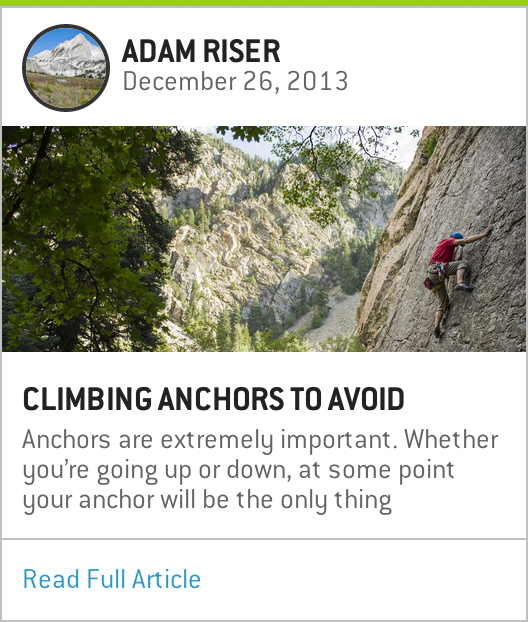 ADAM RISER
December 26, 2013
CLIMBING ANCHORS TO AVOID
Anchors are extremely important. Whether
you're going up or down, at some point
your anchor will be the only thing
Read Full Article